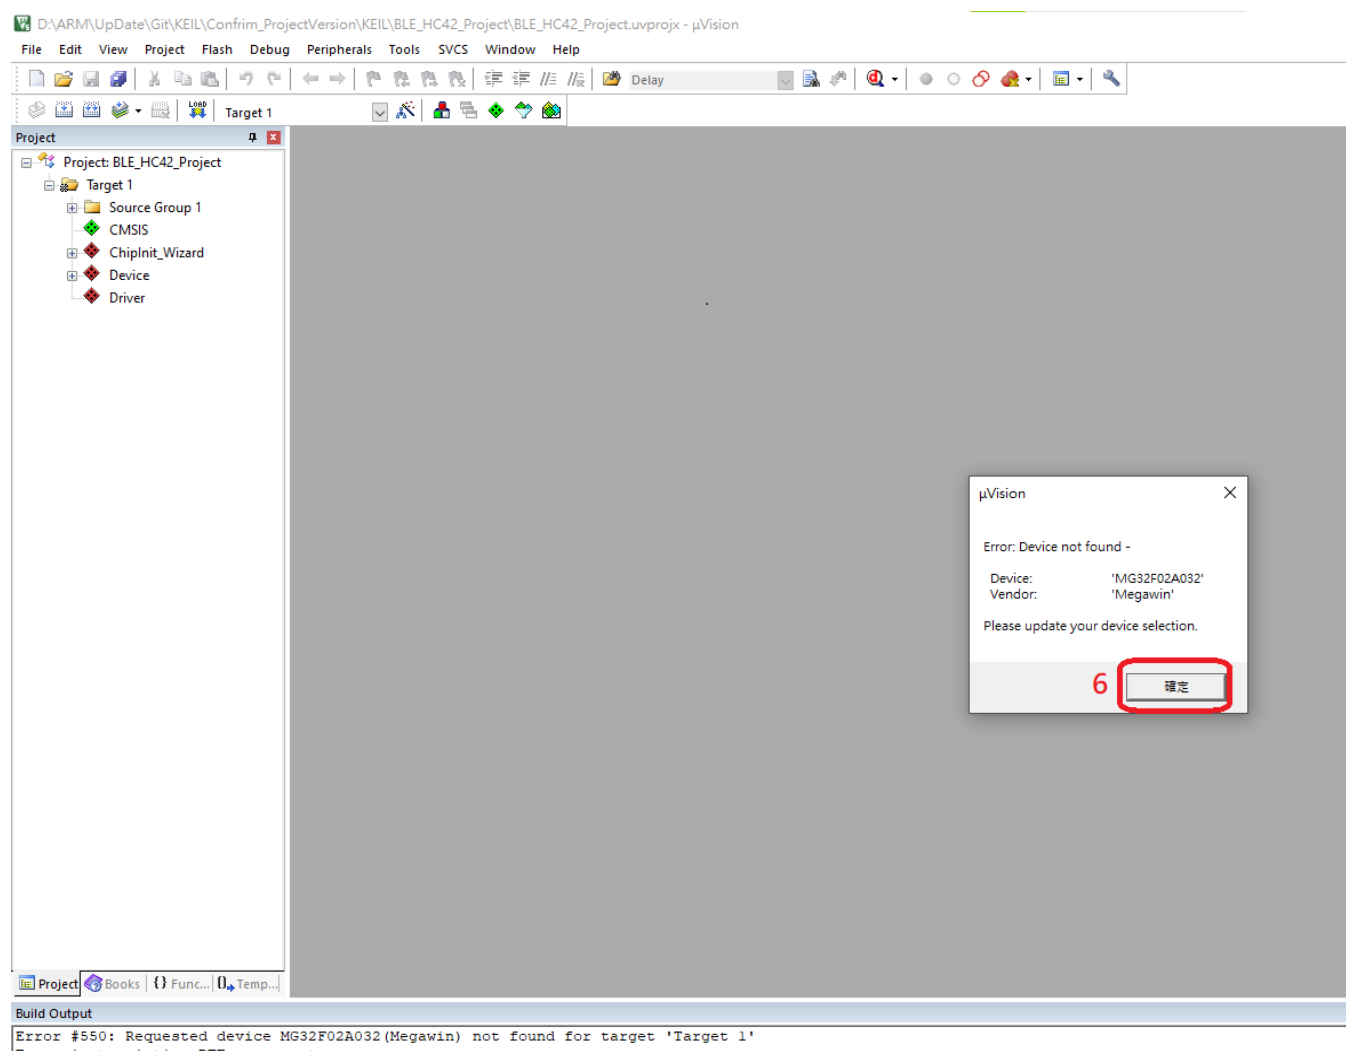 D:\ARM\UpDate\Git\KEIL\Confrim_ProjectVersion\KEIL\BLE_HC42_Project\BLE_HC42_Project.uvprojx - µVision
File Edit View Project Flash Debug Peripherals Tools SVCS Window Help
Delay
LOAD Target 1
Project
Project: BLE_HC42_Project
Target 1
Source Group 1
CMSIS
ChipInit_Wizard
Device
Driver
µVision
Error: Device not found -
Device: 'MG32F02A032'
Vendor: 'Megawin'
Please update your device selection.
6 確定
Project Books {} Func... Temp...
Build Output
Error #550: Requested device MG32F02A032(Megawin) not found for target 'Target 1'